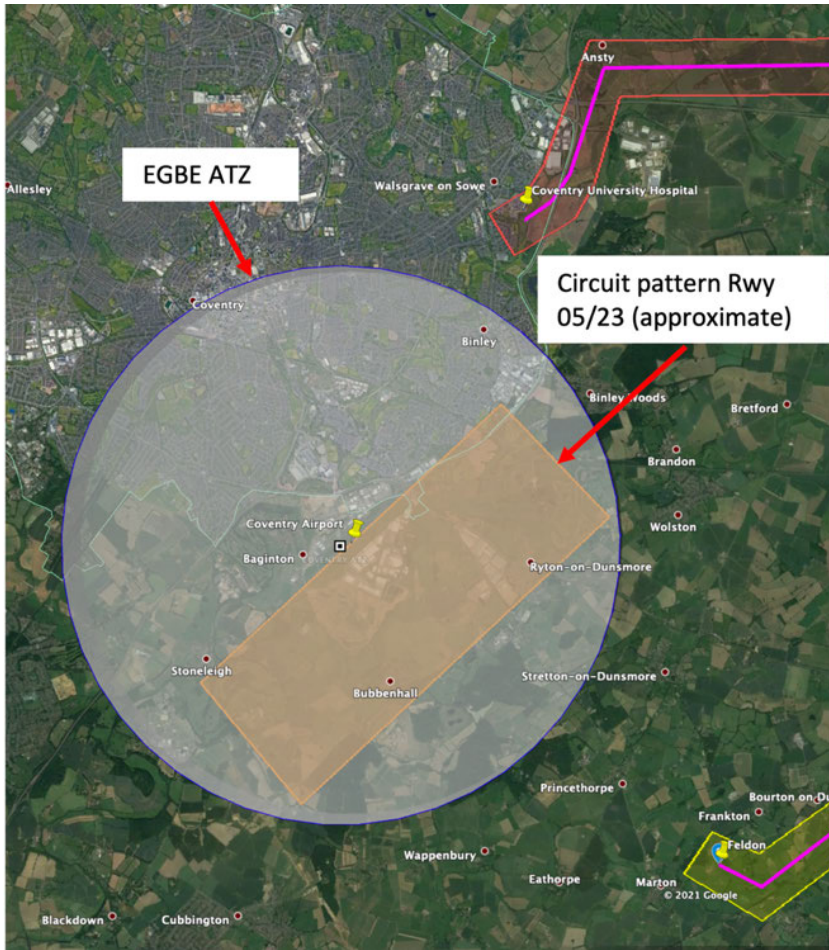 Ansty
EGBE ATZ
Walsgrave on Sowe
Allesley
Coventry University Hospital
Circuit pattern Rwy
05/23 (approximate)
Coventry
Binley
Binley Woods
Bretford
Brandon
Coventry Airport
Wolston
Baginton
Ryton-on-Dunsmore
Stoneleigh
Stretton-on-Dunsmore
Bubbenhall
Princethorpe
Bourton on Du
Frankton
Feldon
Wappenbury
Eathorpe
Marton
© 2021 Google
Blackdown
Cubbington